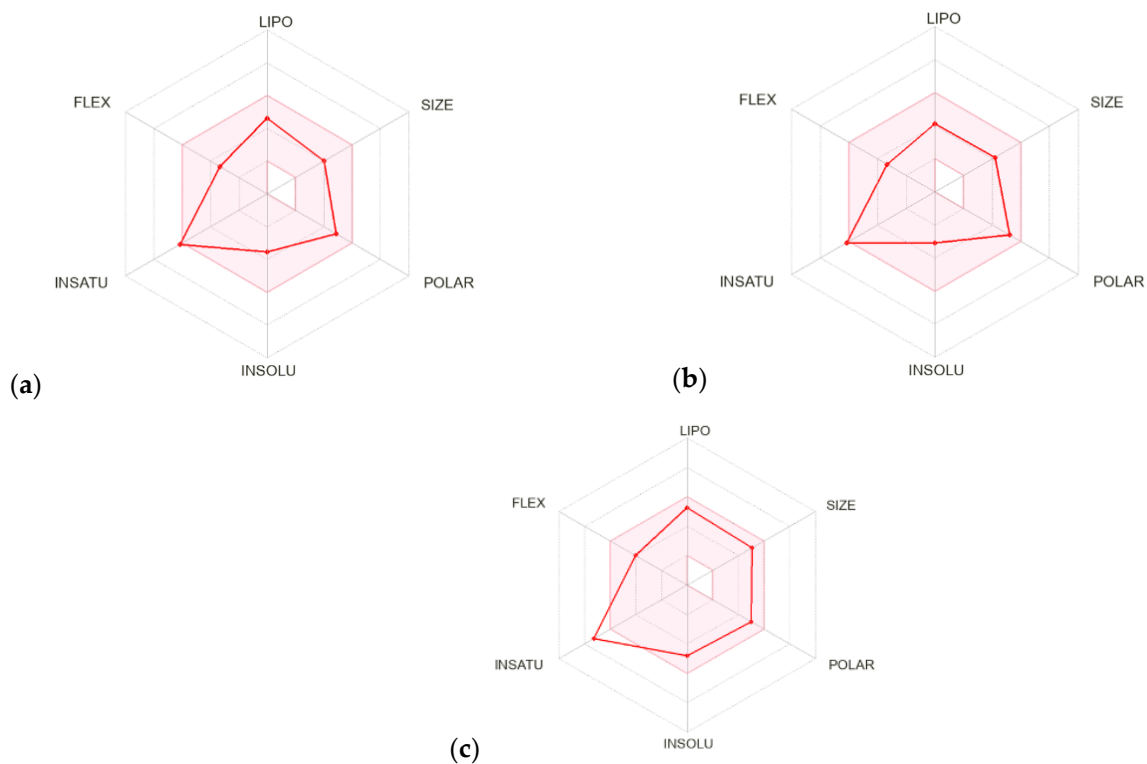 LIPO
FLEX
SIZE
INSATU
POLAR
INSOLU
(a)
LIPO
FLEX
SIZE
INSATU
POLAR
INSOLU
(b)
LIPO
FLEX
SIZE
INSATU
POLAR
INSOLU
(c)